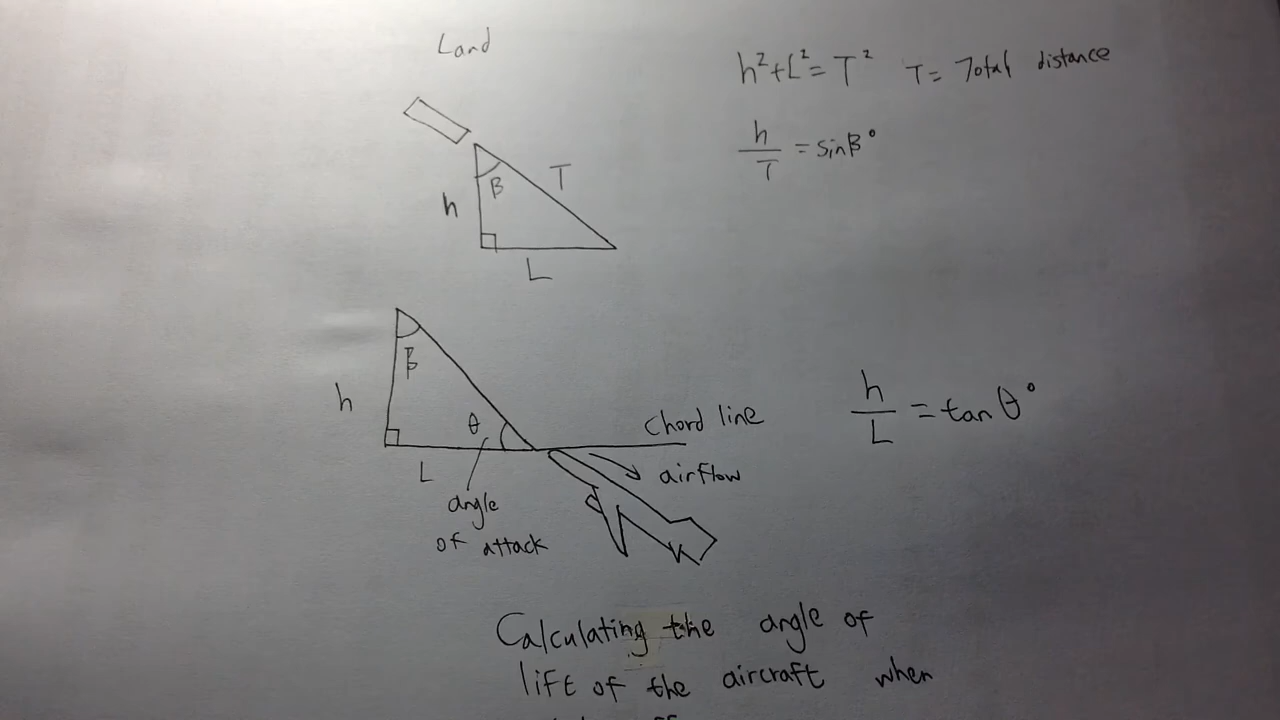 Land
h²+L²=T² T= Total distance
h/T = sinβ°
β
T
h
L
β
h
θ
Chord line
h/L = tanθ°
L
airflow
angle
of attack
Calculating the angle of
lift of the aircraft when